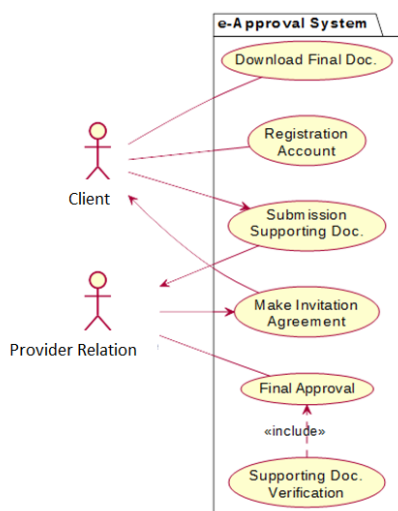 e-Approval System
Download Final Doc.
Registration
Account
Client
Submission
Supporting Doc.
Make Invitation
Agreement
Provider Relation
Final Approval
«include»
Supporting Doc.
Verification